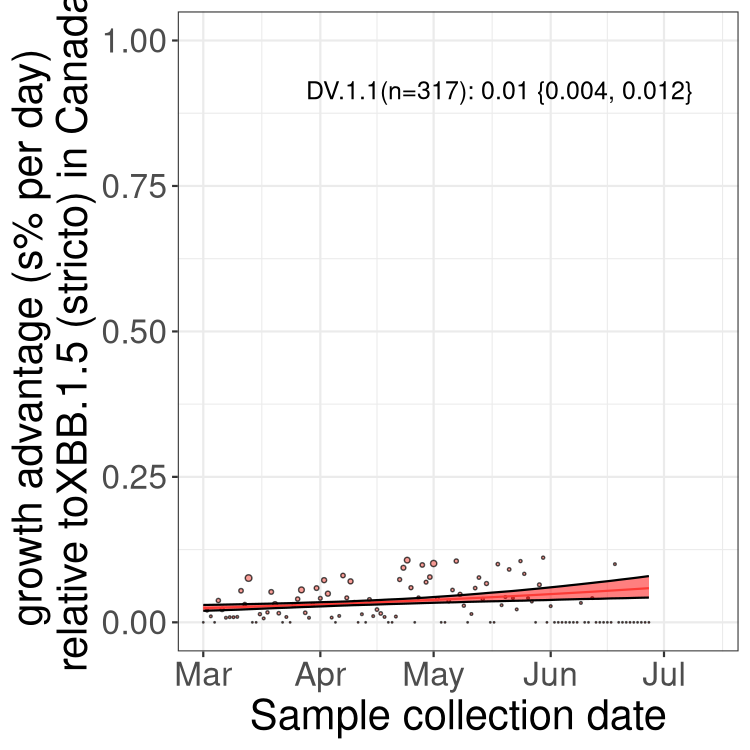 growth advantage (s% per day)
relative toXBB.1.5 (stricto) in Canada
1.00
0.75
0.50
0.25
0.00
DV.1.1(n=317): 0.01 {0.004, 0.012}
Mar Apr May Jun Jul
Sample collection date